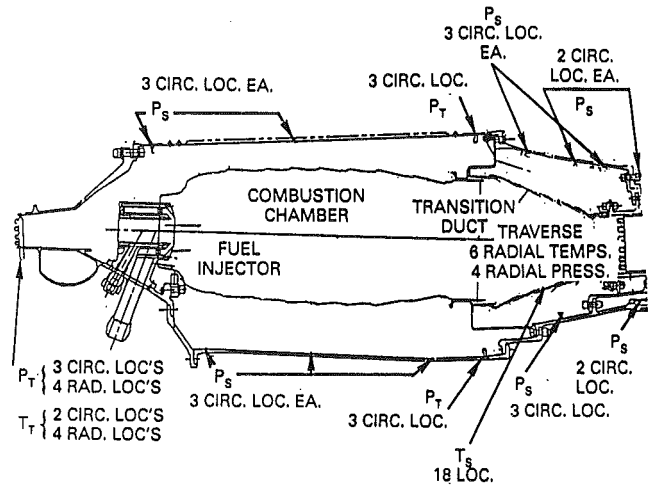 P_S
3 CIRC. LOC.
EA.
2 CIRC.
LOC. EA.
P_S
3 CIRC. LOC. EA.
P_S
3 CIRC. LOC.
P_T
COMBUSTION
CHAMBER
TRANSITION
DUCT
TRAVERSE
6 RADIAL TEMPS.
4 RADIAL PRESS.
FUEL
INJECTOR
P_T { 3 CIRC. LOC'S
4 RAD. LOC'S
T_T { 2 CIRC. LOC'S
4 RAD. LOC'S
P_S
3 CIRC. LOC. EA.
P_T
3 CIRC. LOC.
P_S
3 CIRC. LOC.
P_S
2 CIRC.
LOC.
T_S
18 LOC.